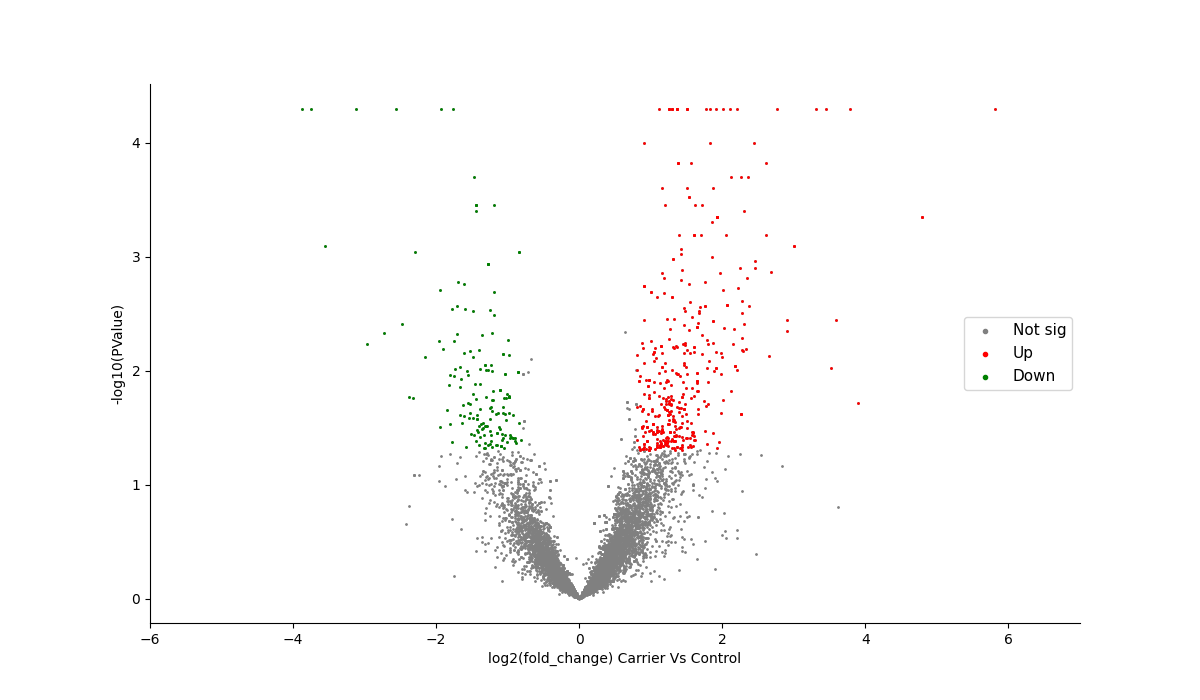 4
3
2
1
0
-log10(PValue)
−6
−4
−2
0
2
4
6
log2(fold_change) Carrier Vs Control
Not sig
Up
Down